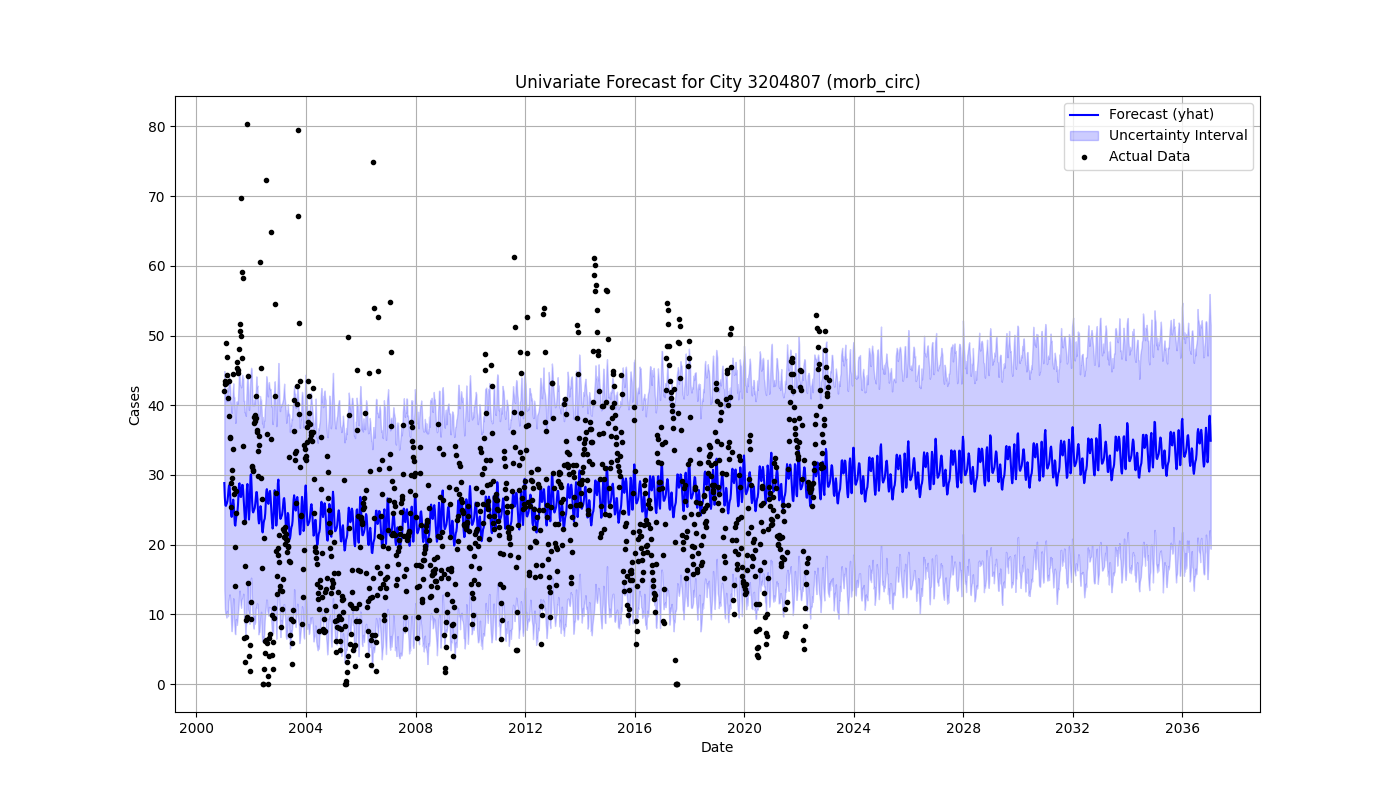 Univariate Forecast for City 3204807 (morb_circ)
Forecast (yhat)
Uncertainty Interval
Actual Data
Cases
80
70
60
50
40
30
20
10
0
2000 2004 2008 2012 2016 2020 2024 2028 2032 2036
Date